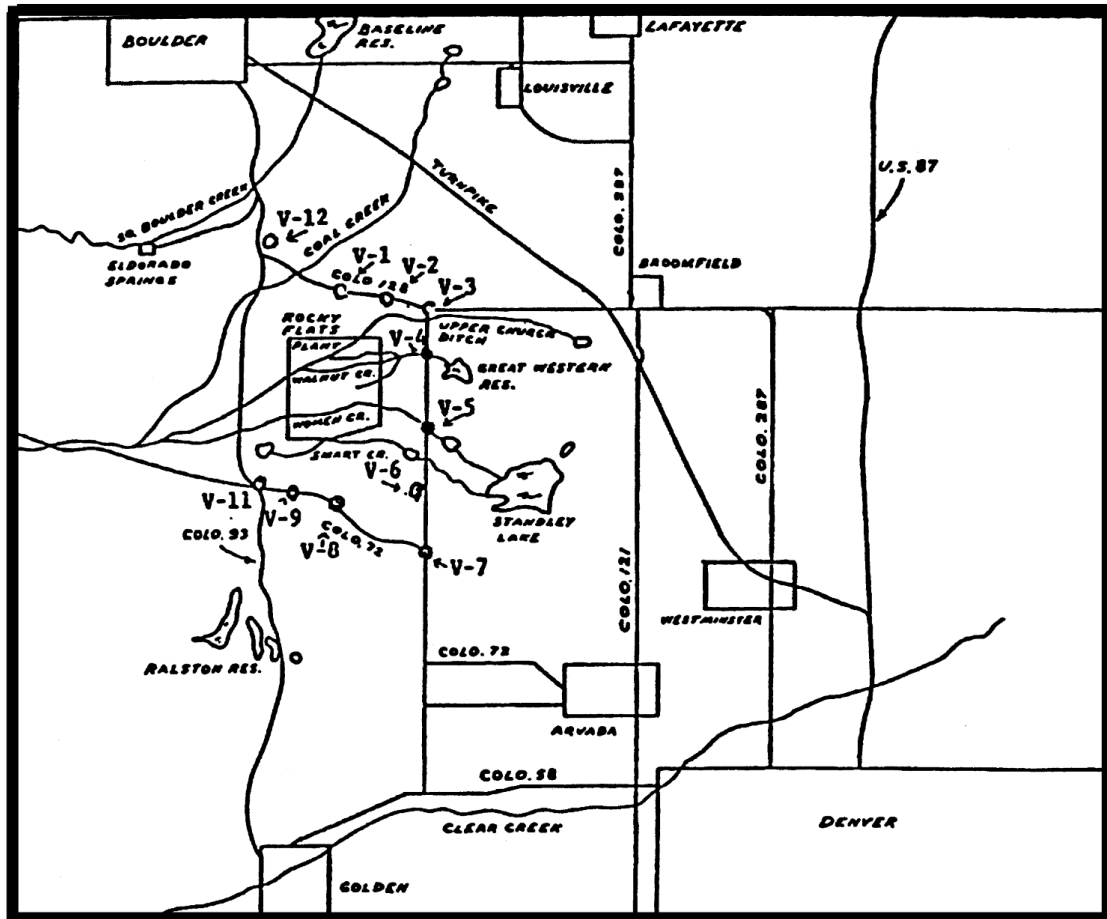 BOULDER
BASELINE
RES.
LAFAYETTE
LOUISVILLE
TURNPIKE
U.S. 87
COLO. 287
SO. BOULDER CREEK
COAL CREEK
V-12
ELDORADO
SPRINGS
V-1
V-2
COLO 128
V-3
BROOMFIELD
ROCKY
FLATS
PLANT
UPPER CHURCH
DITCH
V-4
WALNUT CR.
GREAT WESTERN
RES.
V-5
WOMEN CR.
COLO. 287
SMART CR.
V-6
STANDLEY
LAKE
V-11
V-9
COLO. 72
V-8
COLO. 93
V-7
COLO. 121
WESTMINSTER
RALSTON RES.
COLO. 72
ARVADA
COLO. 58
CLEAR CREEK
DENVER
GOLDEN